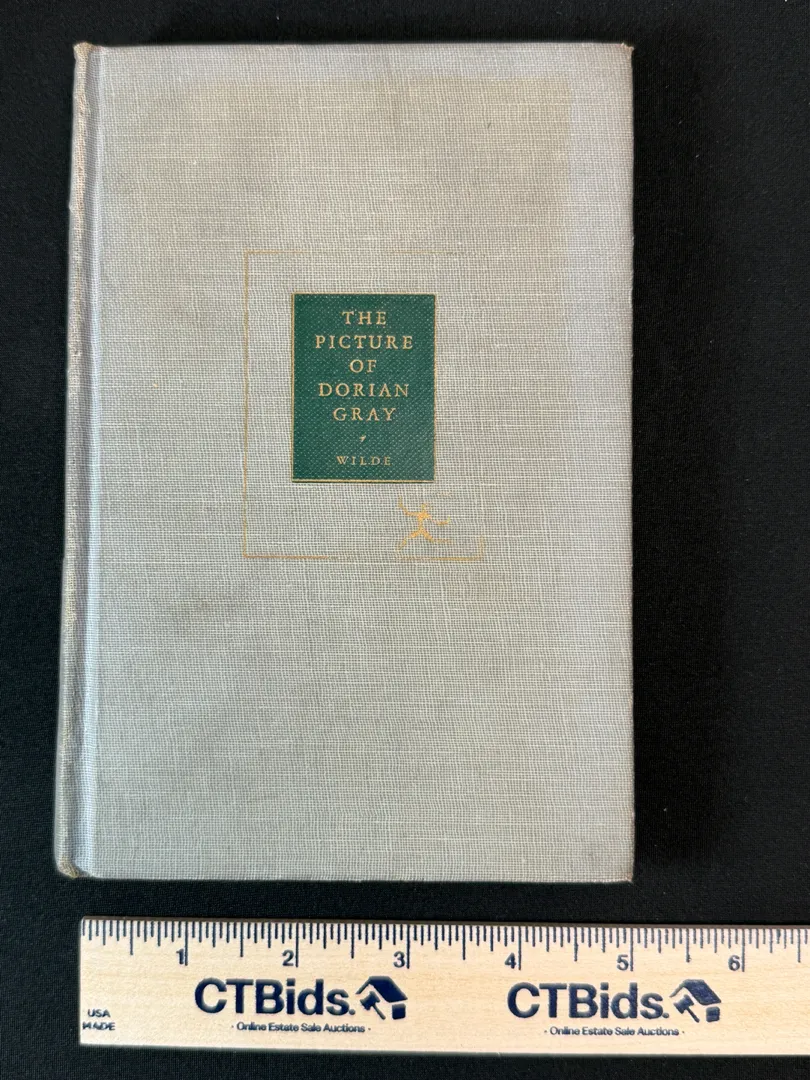 THE
PICTURE
OF
DORIAN
GRAY
WILDE
1 2 3 4 5 6
CTBids. CTBids.
· Online Estate Sale Auctions · · Online Estate Sale Auctions ·
USA
MADE